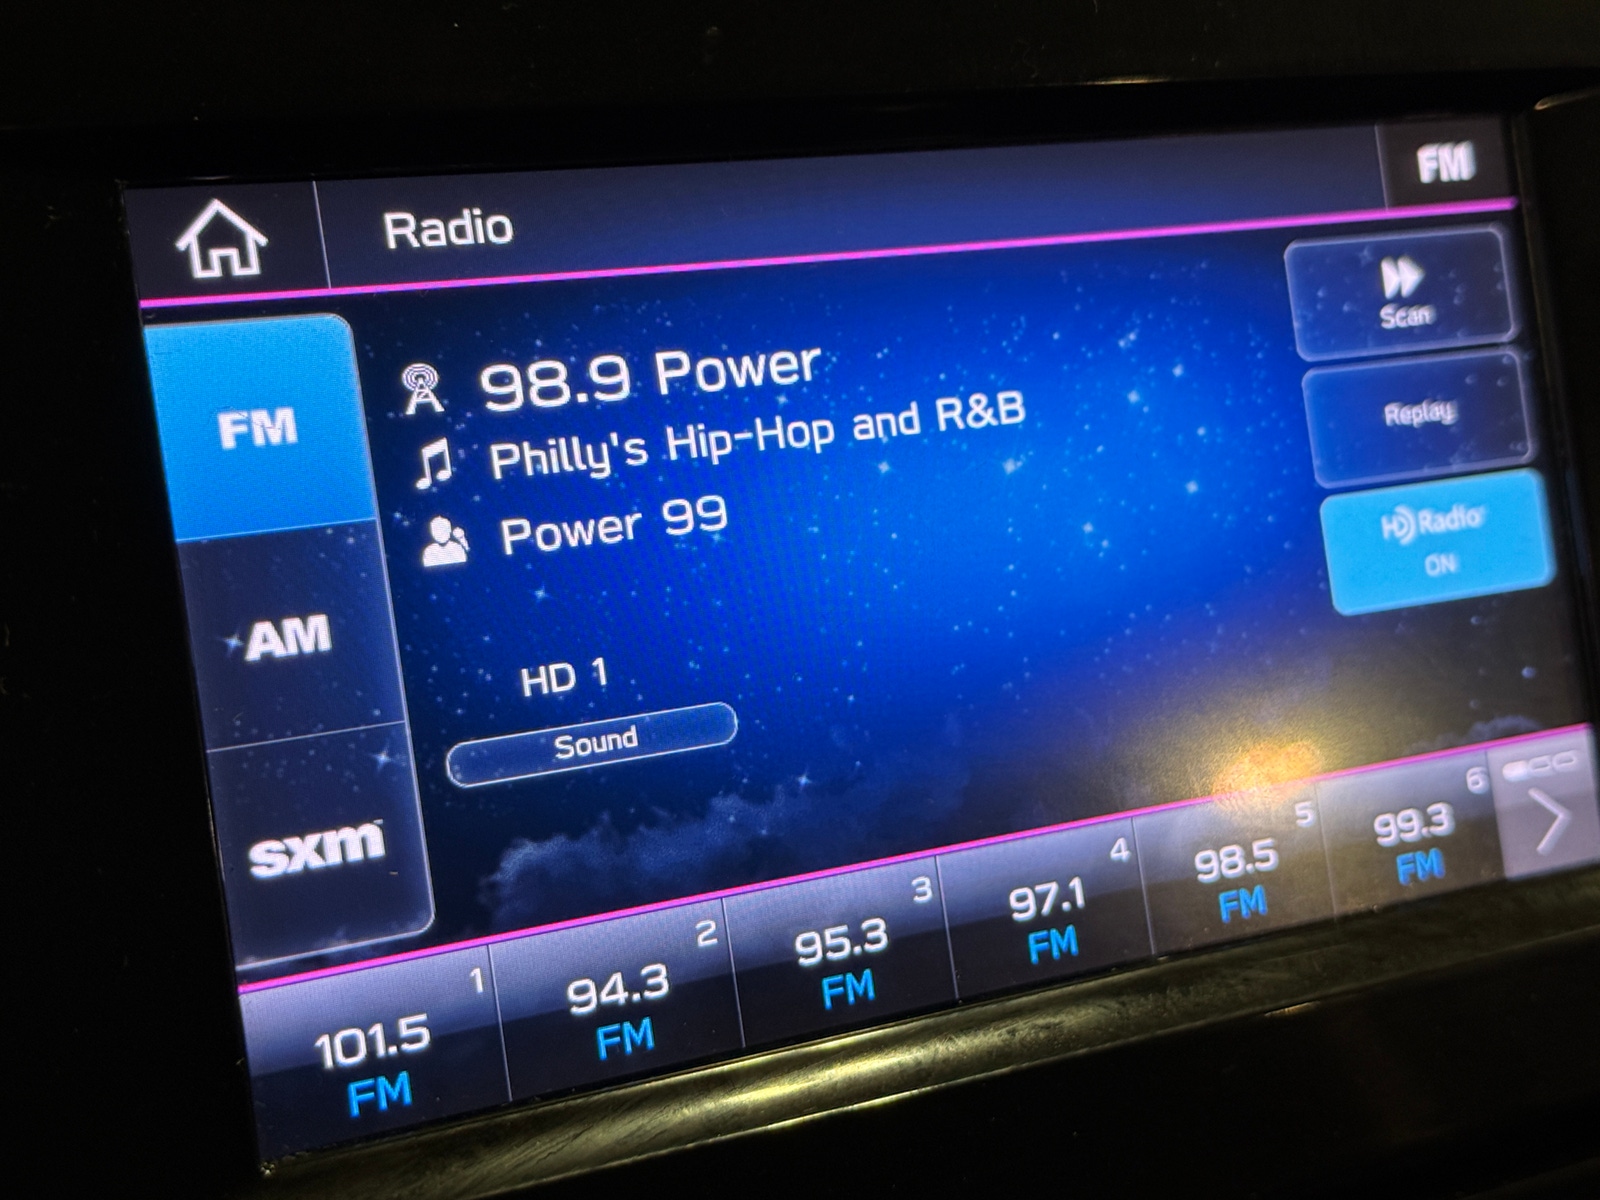 Radio
FM
FM
AM
sxm
98.9 Power
Philly's Hip-Hop and R&B
Power 99
HD 1
Sound
Scan
Replay
HD Radio
ON
1
101.5
FM
2
94.3
FM
3
95.3
FM
4
97.1
FM
5
98.5
FM
6
99.3
FM